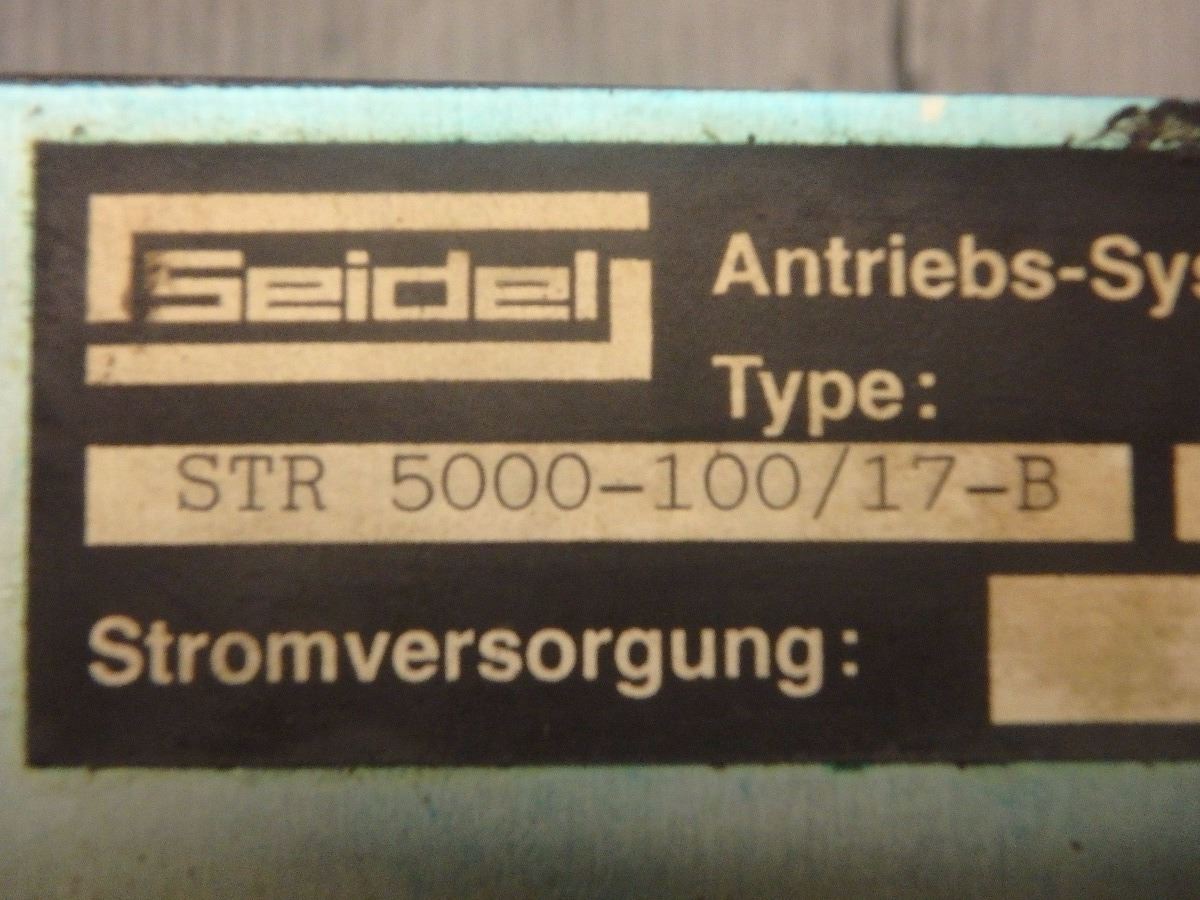 Seidel
Antriebs-Sys
Type:
STR 5000-100/17-B
Stromversorgung: